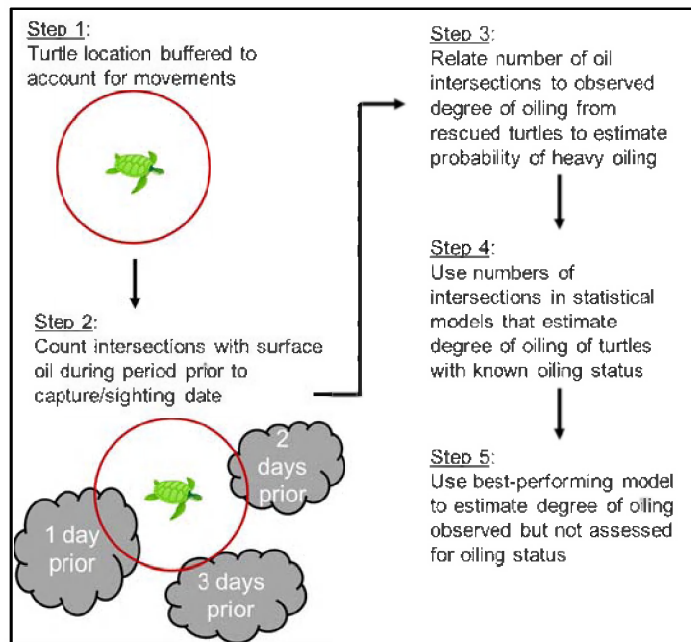 Step 1:
Turtle location buffered to
account for movements
Step 2:
Count intersections with surface
oil during period prior to
capture/sighting date
2
days
prior
1 day
prior
3 days
prior
Step 3:
Relate number of oil
intersections to observed
degree of oiling from
rescued turtles to estimate
probability of heavy oiling
Step 4:
Use numbers of
intersections in statistical
models that estimate
degree of oiling of turtles
with known oiling status
Step 5:
Use best-performing model
to estimate degree of oiling
observed but not assessed
for oiling status